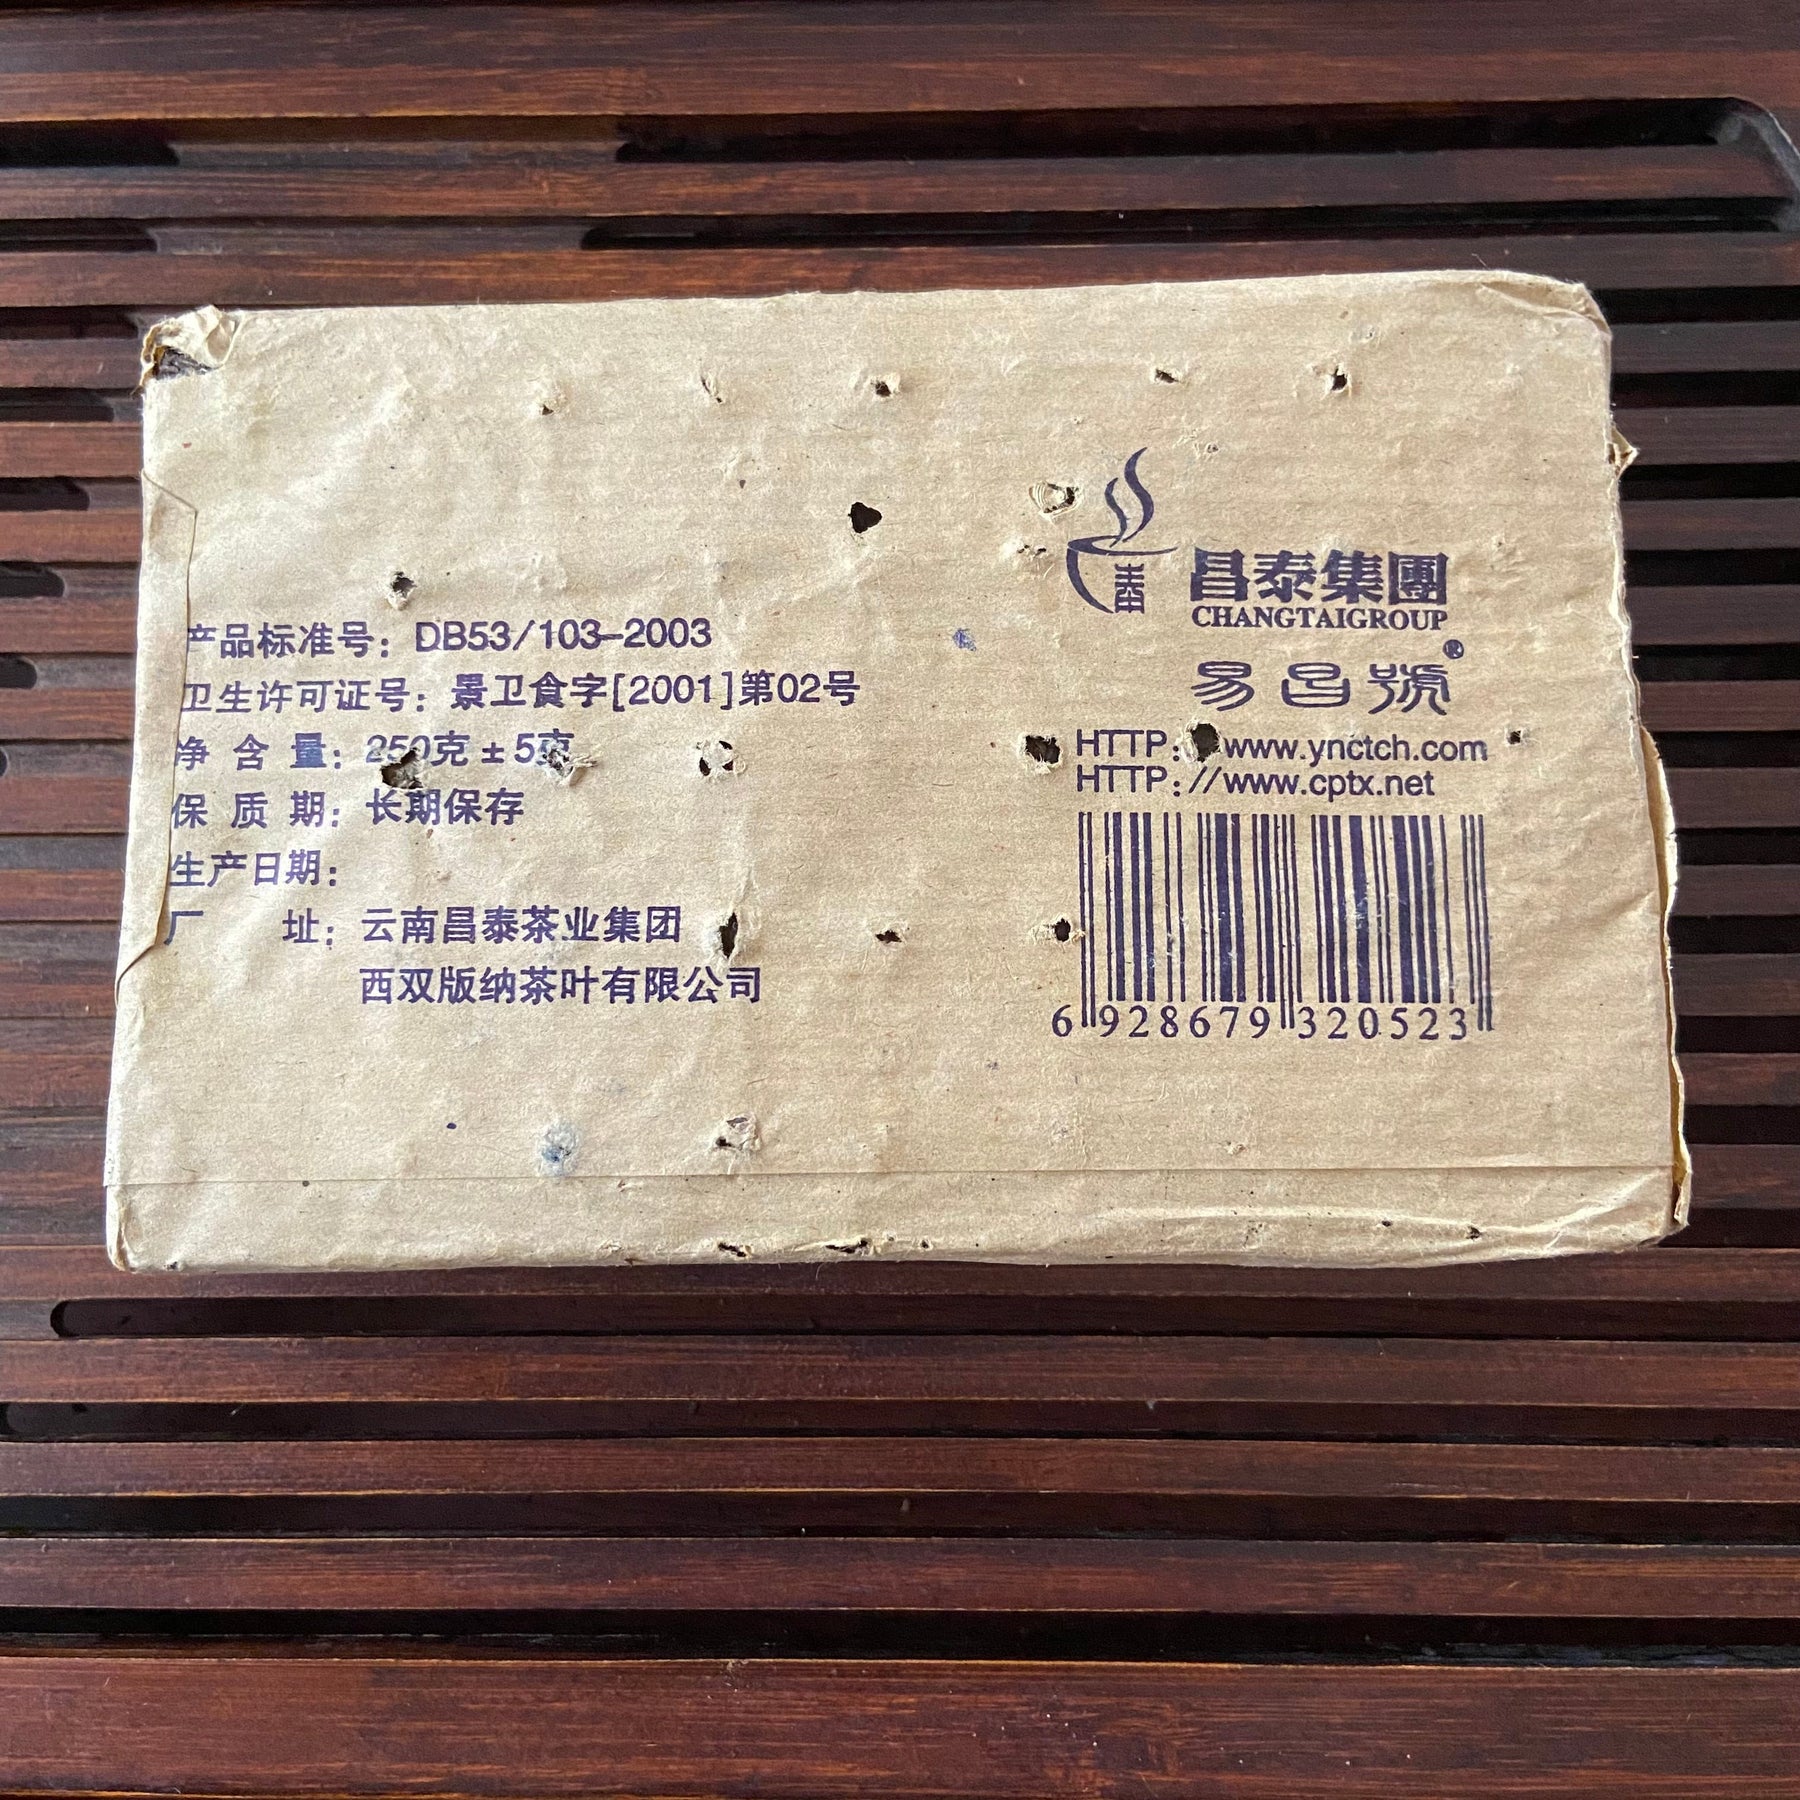 产品标准号：DB53/103-2003
卫生许可证号：景卫食字[2001]第02号
净 含 量：250克±5克
保 质 期：长期保存
生产日期：
厂 址：云南昌泰茶业集团
西双版纳茶叶有限公司
昌泰集團
CHANGTAIGROUP
易昌號®
HTTP://www.ynctch.com
HTTP://www.cptx.net
6 928679 320523